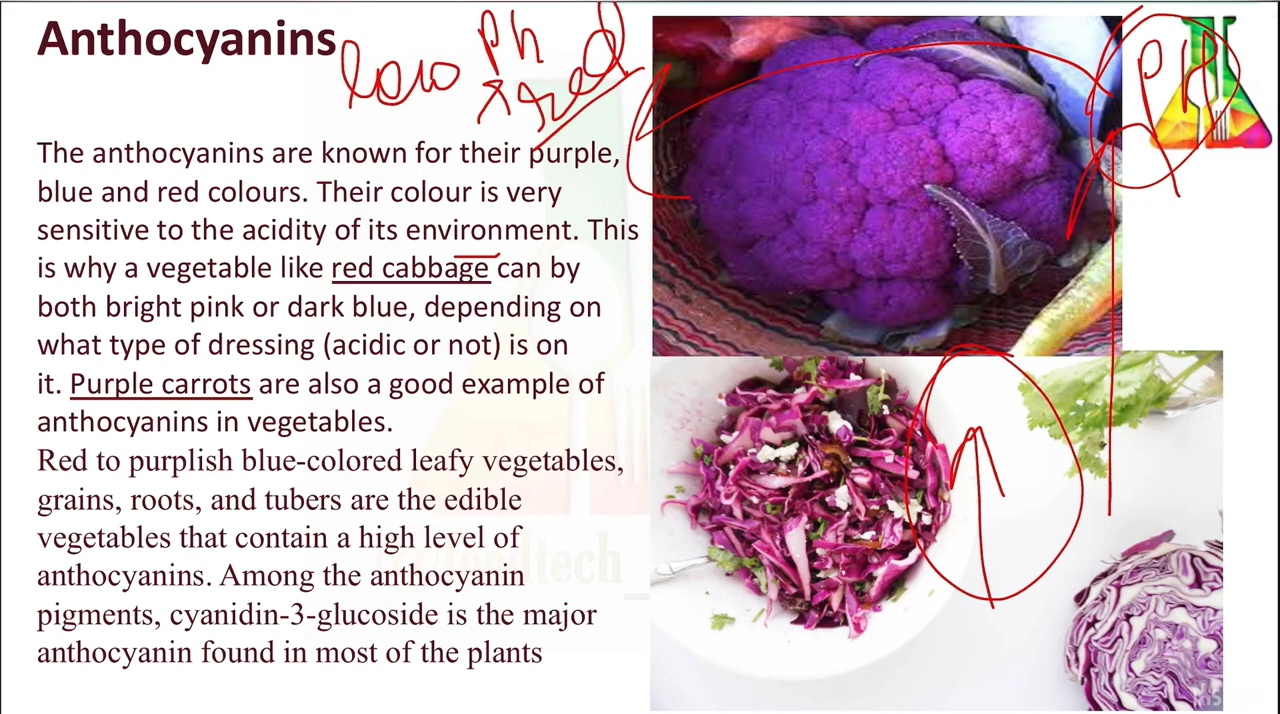 Anthocyanins
low Ph
red
PH
The anthocyanins are known for their purple,
blue and red colours. Their colour is very
sensitive to the acidity of its environment. This
is why a vegetable like red cabbage can by
both bright pink or dark blue, depending on
what type of dressing (acidic or not) is on
it. Purple carrots are also a good example of
anthocyanins in vegetables.
Red to purplish blue-colored leafy vegetables,
grains, roots, and tubers are the edible
vegetables that contain a high level of
anthocyanins. Among the anthocyanin
pigments, cyanidin-3-glucoside is the major
anthocyanin found in most of the plants